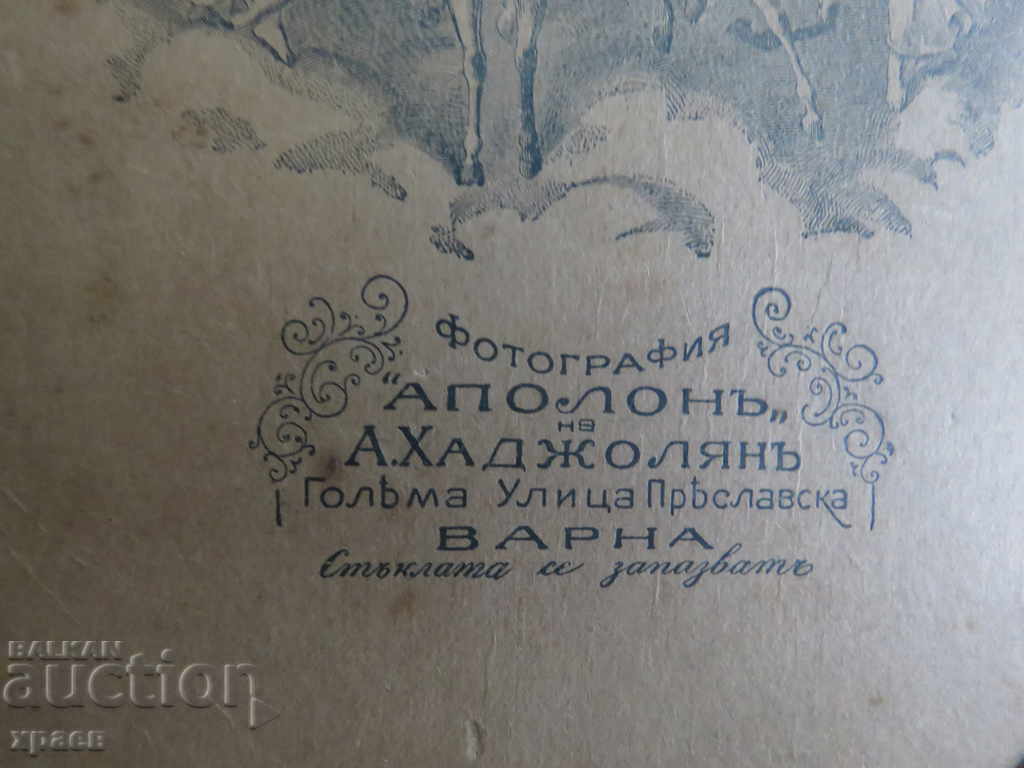 Фотография
"АПОЛОНЪ"
на
А.ХАДЖОЛЯНЪ
Голѣма Улица Прѣславска
ВАРНА
Стъклата се запазватъ
BALKAN
auction
храев